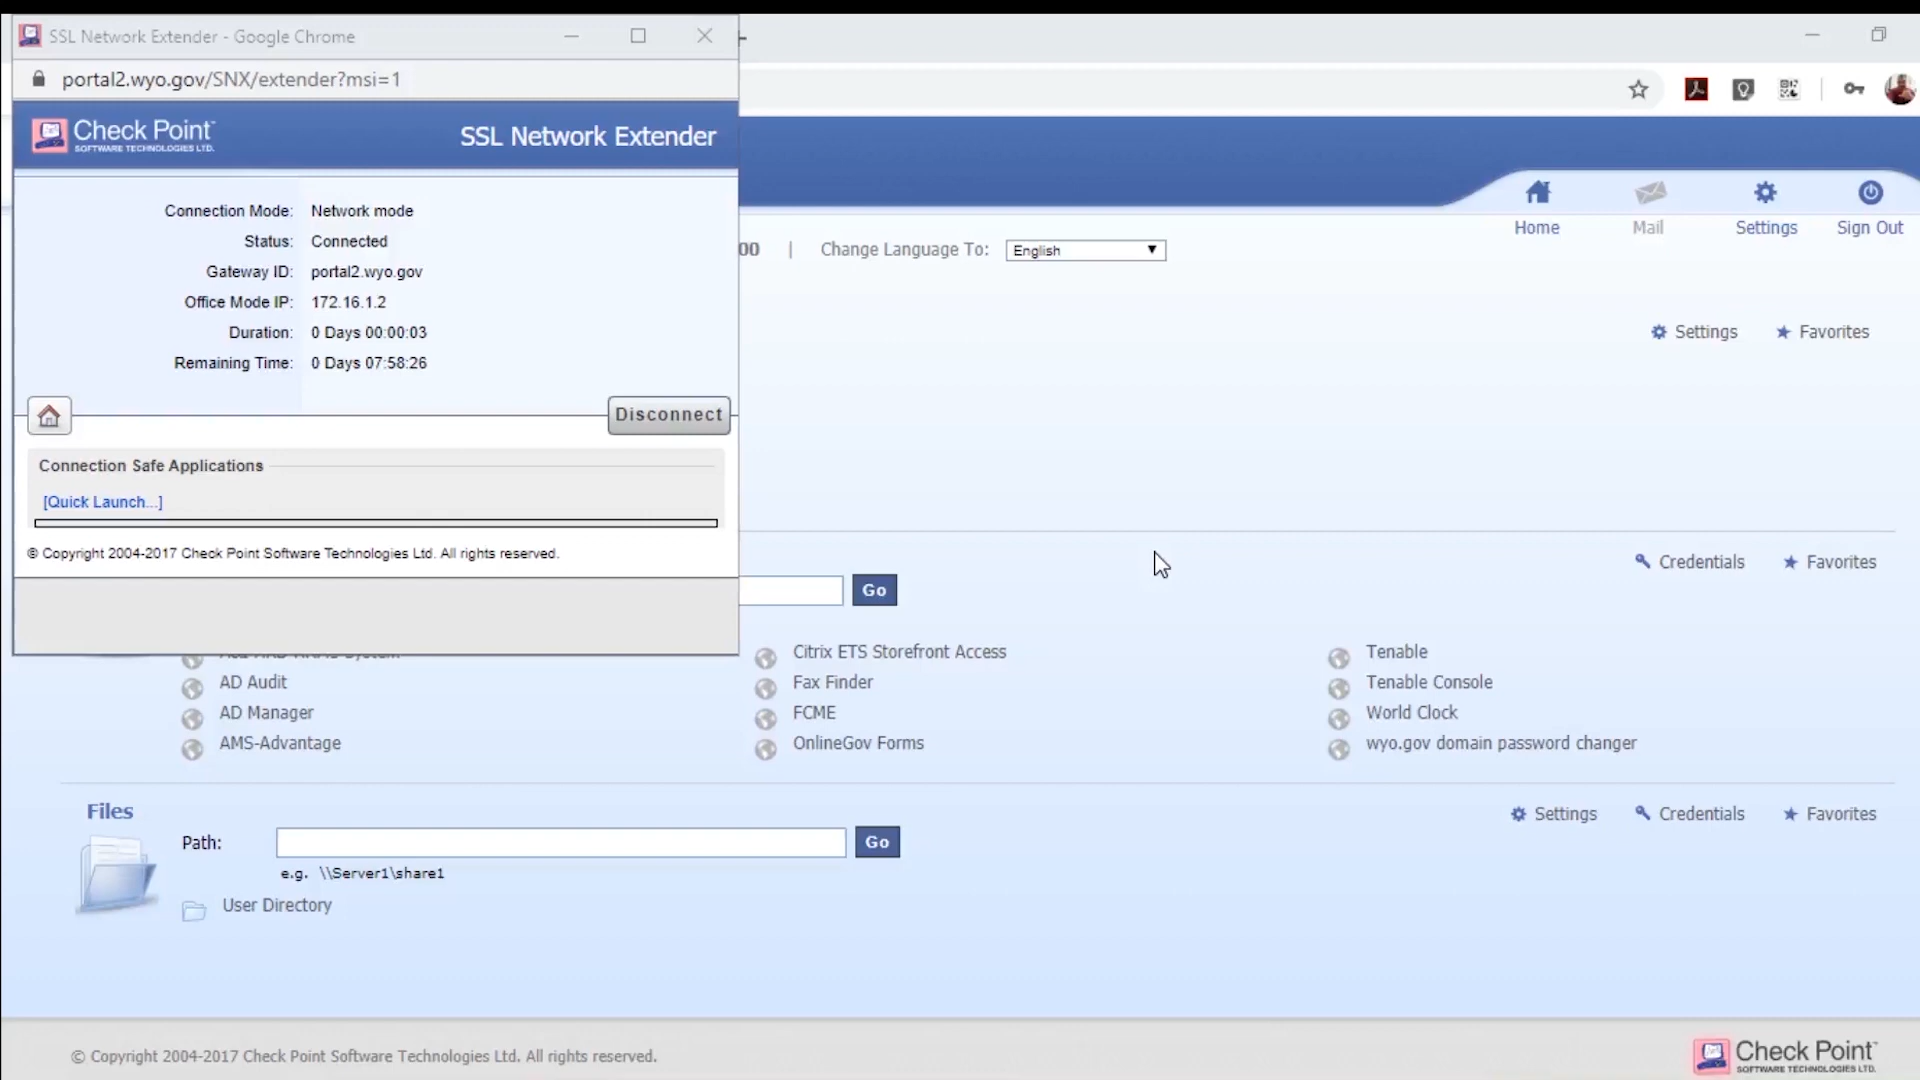 SSL Network Extender - Google Chrome
portal2.wyo.gov/SNX/extender?msi=1
Check Point
SOFTWARE TECHNOLOGIES LTD.
SSL Network Extender
Connection Mode: Network mode
Status: Connected
Gateway ID: portal2.wyo.gov
Office Mode IP: 172.16.1.2
Duration: 0 Days 00:00:03
Remaining Time: 0 Days 07:58:26
Disconnect
Connection Safe Applications
[Quick Launch...]
© Copyright 2004-2017 Check Point Software Technologies Ltd. All rights reserved.
Home Mail Settings Sign Out
00 | Change Language To: English
Settings Favorites
Credentials Favorites
Go
Citrix ETS Storefront Access Tenable
AD Audit Fax Finder Tenable Console
AD Manager FCME World Clock
AMS-Advantage OnlineGov Forms wyo.gov domain password changer
Files Settings Credentials Favorites
Path: Go
e.g. \\Server1\share1
User Directory
© Copyright 2004-2017 Check Point Software Technologies Ltd. All rights reserved.
Check Point
SOFTWARE TECHNOLOGIES LTD.